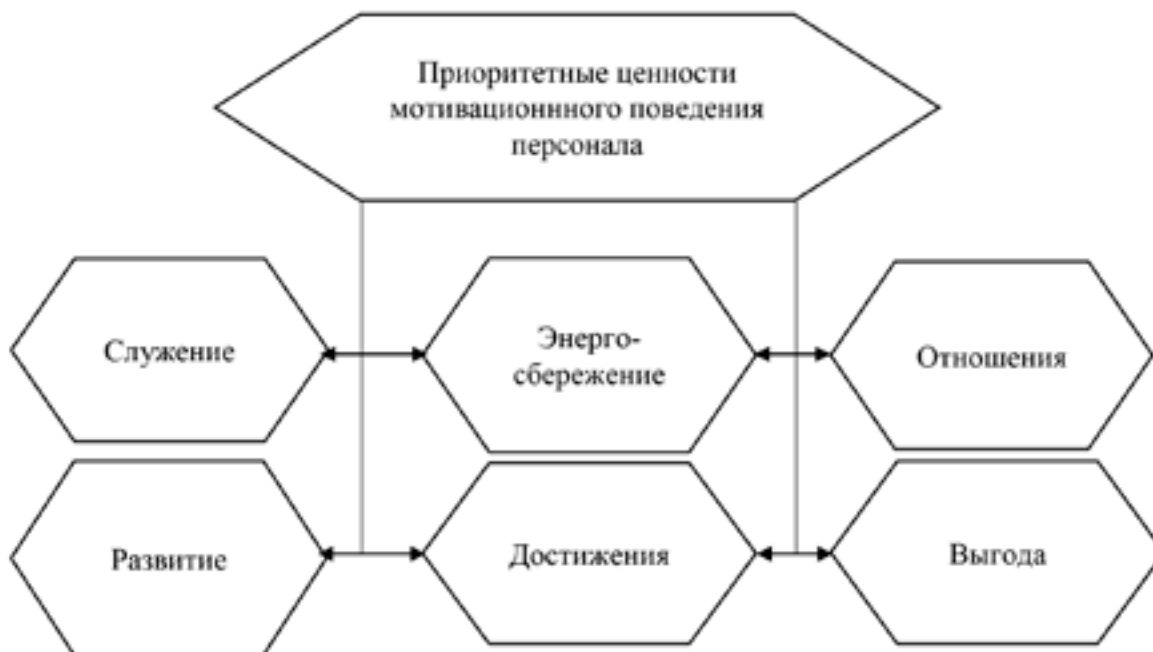 Приоритетные ценности
мотивационнного поведения
персонала
Служение
Энерго-
сбережение
Отношения
Развитие
Достижения
Выгода